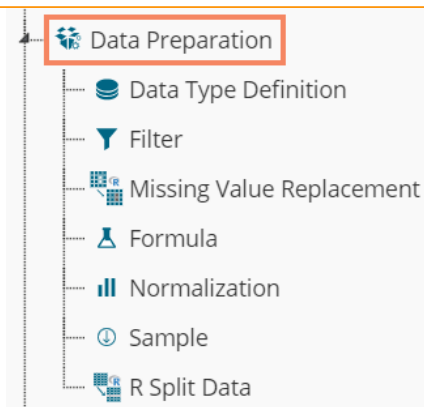 Data Preparation
Data Type Definition
Filter
Missing Value Replacement
Formula
Normalization
Sample
R Split Data